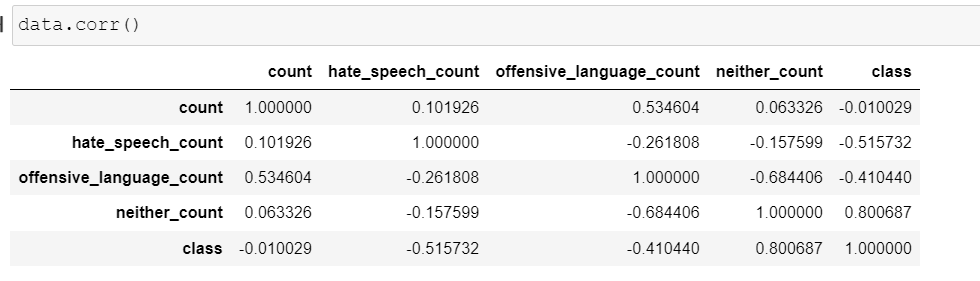 data.corr()
count hate_speech_count offensive_language_count neither_count class
count 1.000000 0.101926 0.534604 0.063326 -0.010029
hate_speech_count 0.101926 1.000000 -0.261808 -0.157599 -0.515732
offensive_language_count 0.534604 -0.261808 1.000000 -0.684406 -0.410440
neither_count 0.063326 -0.157599 -0.684406 1.000000 0.800687
class -0.010029 -0.515732 -0.410440 0.800687 1.000000